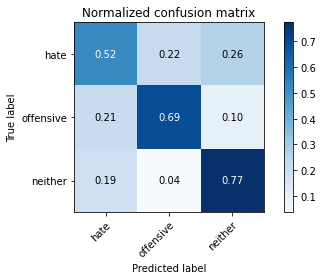 Normalized confusion matrix
True label
hate
0.52 0.22 0.26
offensive
0.21 0.69 0.10
neither
0.19 0.04 0.77
hate offensive neither
Predicted label
0.7
0.6
0.5
0.4
0.3
0.2
0.1